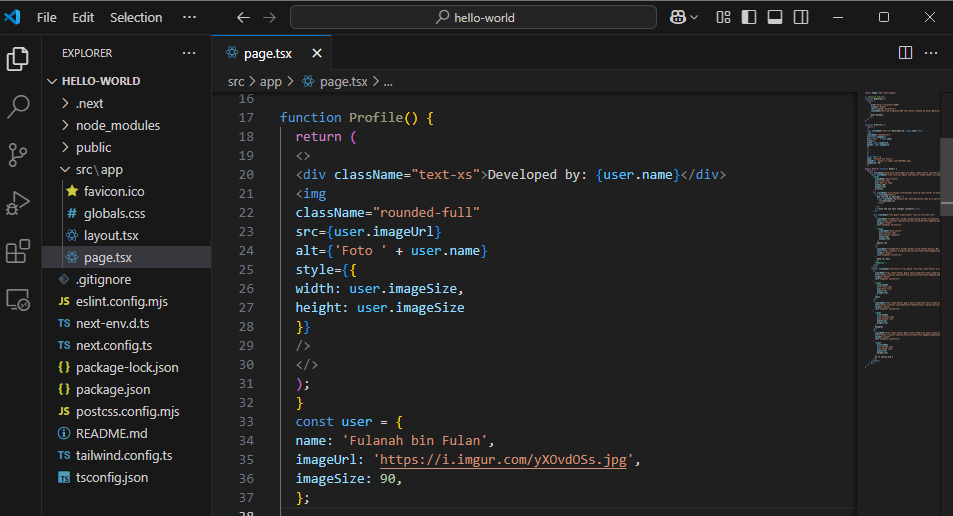 File Edit Selection ...
hello-world
EXPLORER ...
HELLO-WORLD
.next
node_modules
public
src\app
favicon.ico
globals.css
layout.tsx
page.tsx
.gitignore
JS eslint.config.mjs
TS next-env.d.ts
TS next.config.ts
{} package-lock.json
{} package.json
JS postcss.config.mjs
README.md
TS tailwind.config.ts
TS tsconfig.json
page.tsx
src > app > page.tsx > ...
16
17 function Profile() {
18 return (
19 <>
20 <div className="text-xs">Developed by: {user.name}</div>
21 <img
22 className="rounded-full"
23 src={user.imageUrl}
24 alt={'Foto ' + user.name}
25 style={{
26 width: user.imageSize,
27 height: user.imageSize
28 }}
29 />
30 </>
31 );
32 }
33 const user = {
34 name: 'Fulanah bin Fulan',
35 imageUrl: 'https://i.imgur.com/yXOvdOSs.jpg',
36 imageSize: 90,
37 };
38